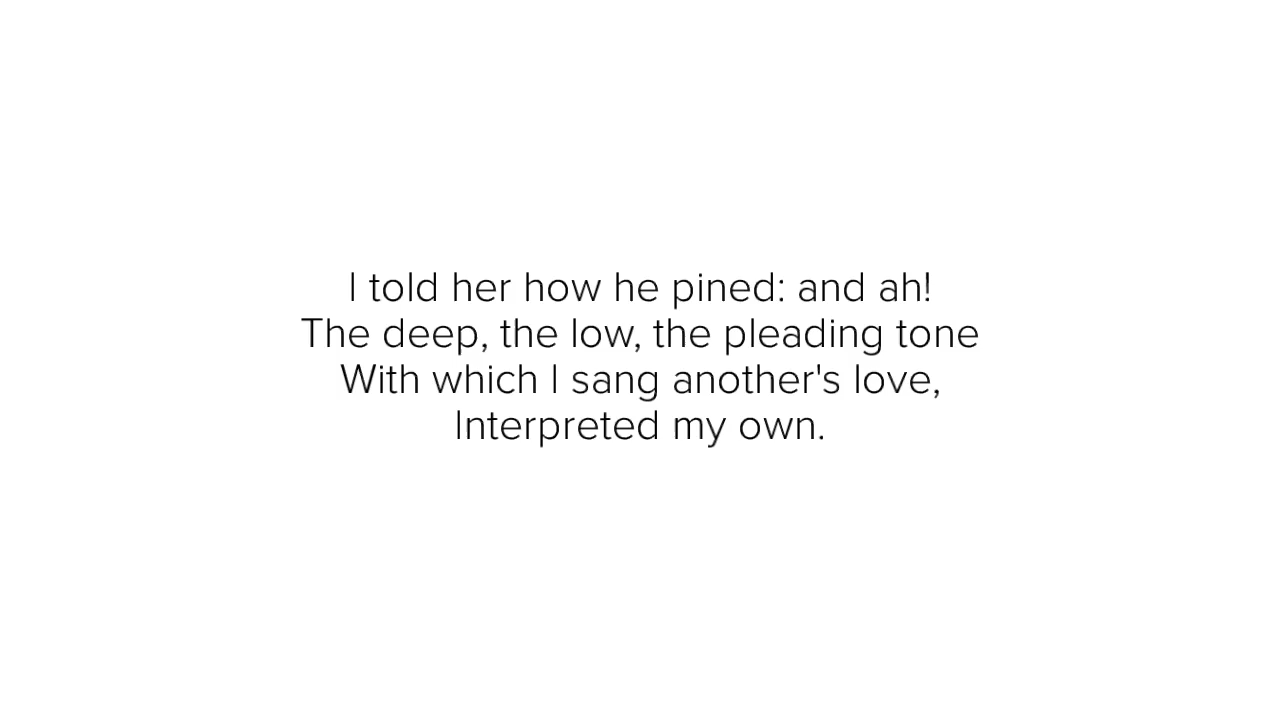 I told her how he pined: and ah!
The deep, the low, the pleading tone
With which I sang another's love,
Interpreted my own.